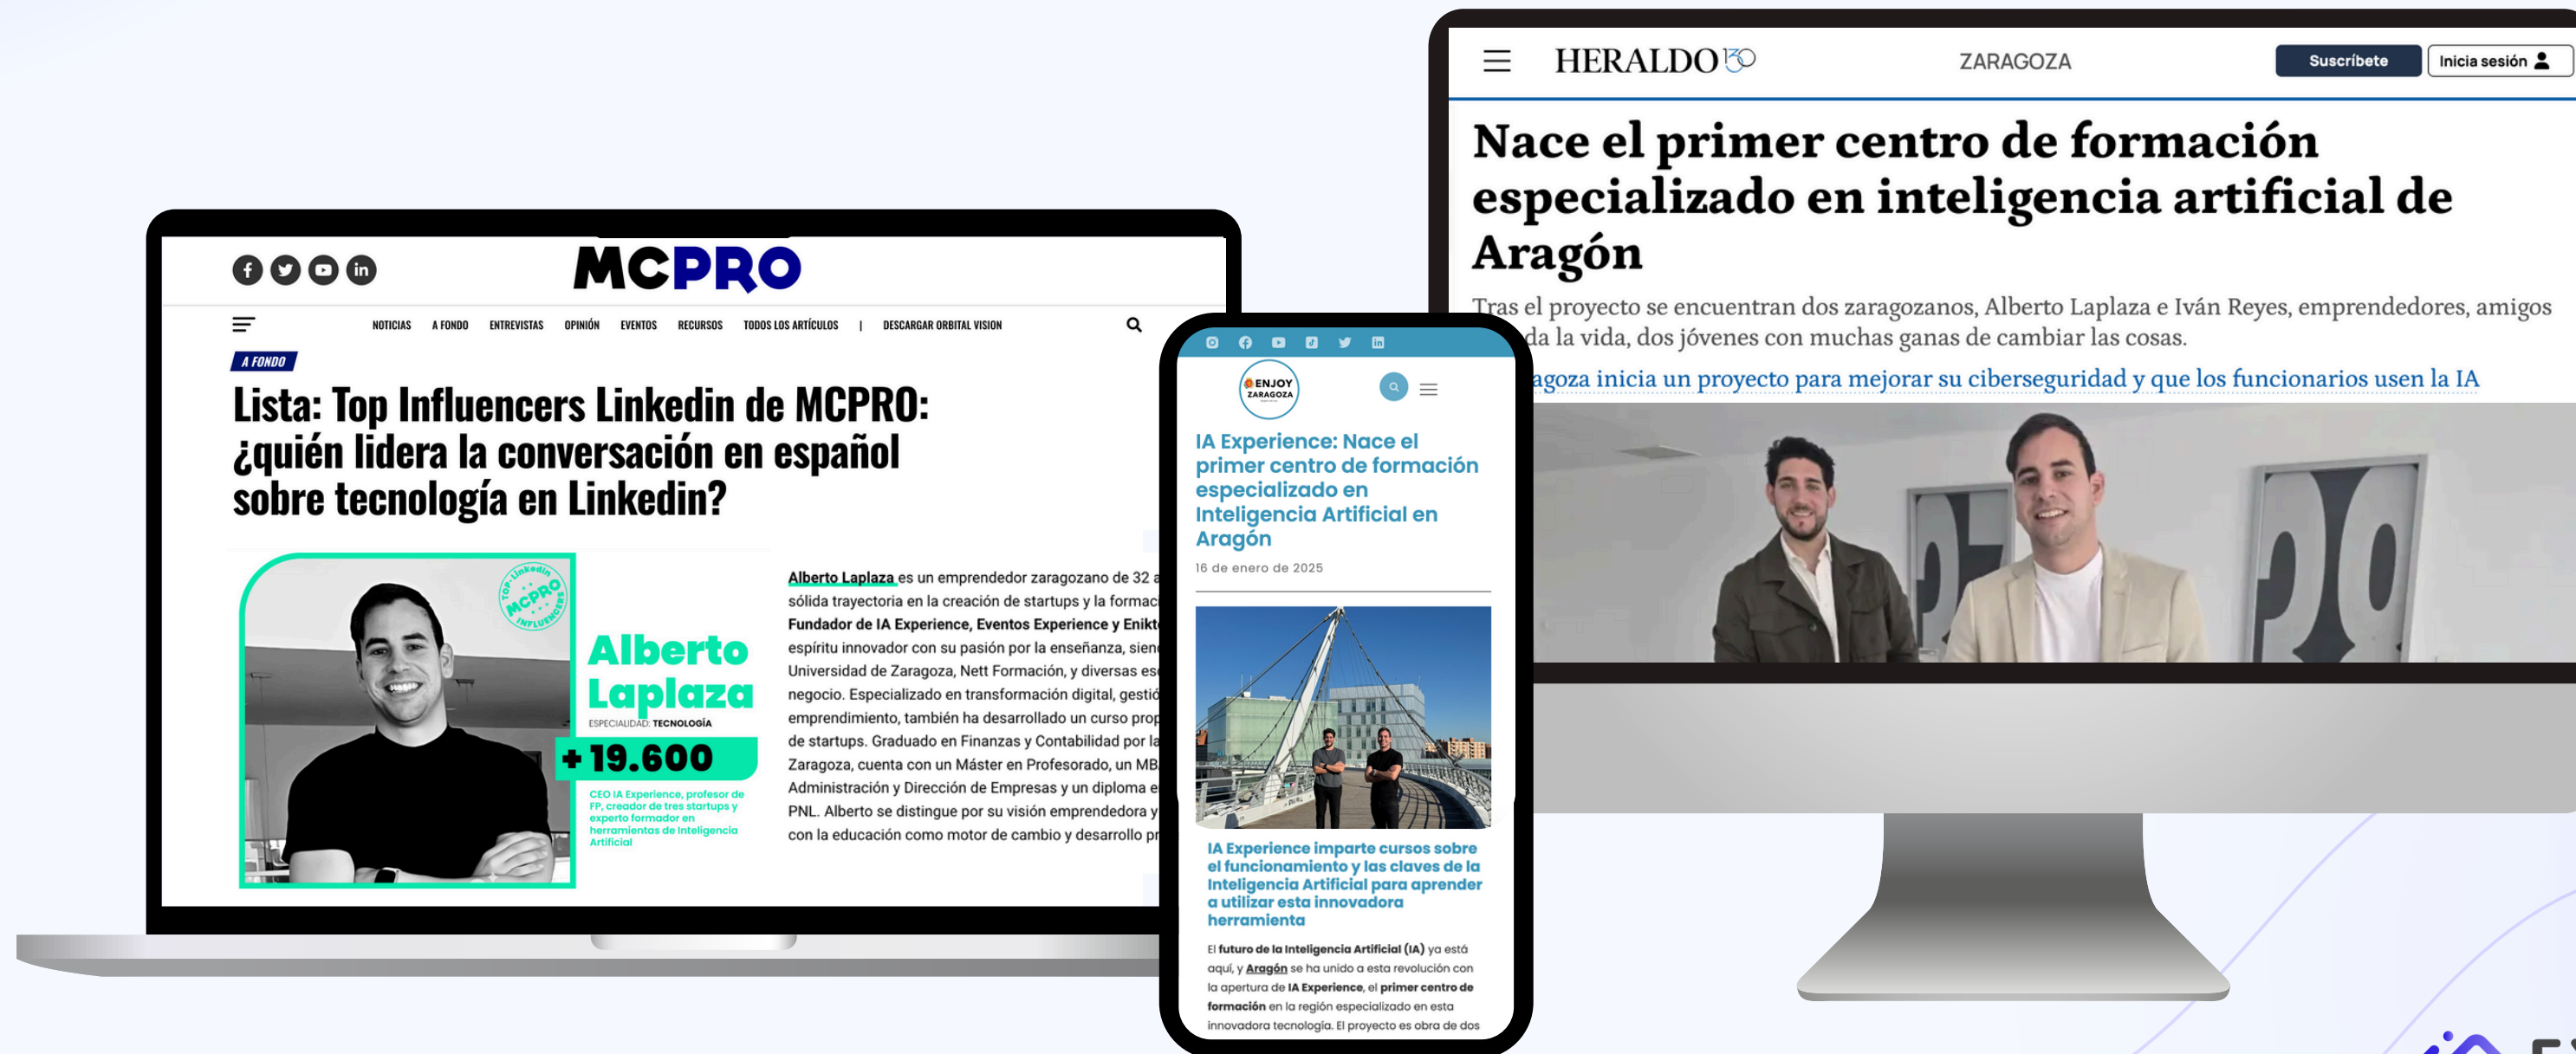 MCPRO
NOTICIAS A FONDO ENTREVISTAS OPINIÓN EVENTOS RECURSOS TODOS LOS ARTÍCULOS | DESCARGAR ORBITAL VISION
A FONDO
Lista: Top Influencers Linkedin de MCPRO:
¿quién lidera la conversación en español
sobre tecnología en Linkedin?
TOP Linkedin
MCPRO
INFLUENCERS
Alberto
Laplaza
ESPECIALIDAD: TECNOLOGÍA
+ 19.600
CEO IA Experience, profesor de
FP, creador de tres startups y
experto formador en
herramientas de Inteligencia
Artificial
Alberto Laplaza es un emprendedor zaragozano de 32 a
sólida trayectoria en la creación de startups y la formaci
Fundador de IA Experience, Eventos Experience y Enikt
espíritu innovador con su pasión por la enseñanza, sien
Universidad de Zaragoza, Nett Formación, y diversas es
negocio. Especializado en transformación digital, gestió
emprendimiento, también ha desarrollado un curso prop
de startups. Graduado en Finanzas y Contabilidad por la
Zaragoza, cuenta con un Máster en Profesorado, un MB
Administración y Dirección de Empresas y un diploma e
PNL. Alberto se distingue por su visión emprendedora y
con la educación como motor de cambio y desarrollo pr
ENJOY
ZARAGOZA
IA Experience: Nace el
primer centro de formación
especializado en
Inteligencia Artificial en
Aragón
16 de enero de 2025
IA Experience imparte cursos sobre
el funcionamiento y las claves de la
Inteligencia Artificial para aprender
a utilizar esta innovadora
herramienta
El futuro de la Inteligencia Artificial (IA) ya está
aquí, y Aragón se ha unido a esta revolución con
la apertura de IA Experience, el primer centro de
formación en la región especializado en esta
innovadora tecnología. El proyecto es obra de dos
HERALDO 130
ZARAGOZA
Suscríbete
Inicia sesión
Nace el primer centro de formación
especializado en inteligencia artificial de
Aragón
Tras el proyecto se encuentran dos zaragozanos, Alberto Laplaza e Iván Reyes, emprendedores, amigos
da la vida, dos jóvenes con muchas ganas de cambiar las cosas.
agoza inicia un proyecto para mejorar su ciberseguridad y que los funcionarios usen la IA